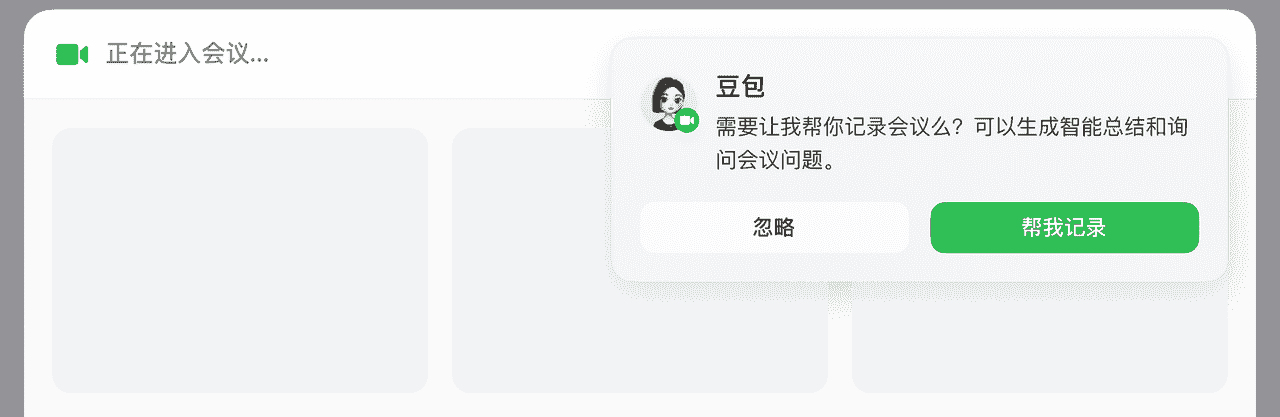 正在进入会议...
豆包
需要让我帮你记录会议么？可以生成智能总结和询
问会议问题。
忽略
帮我记录